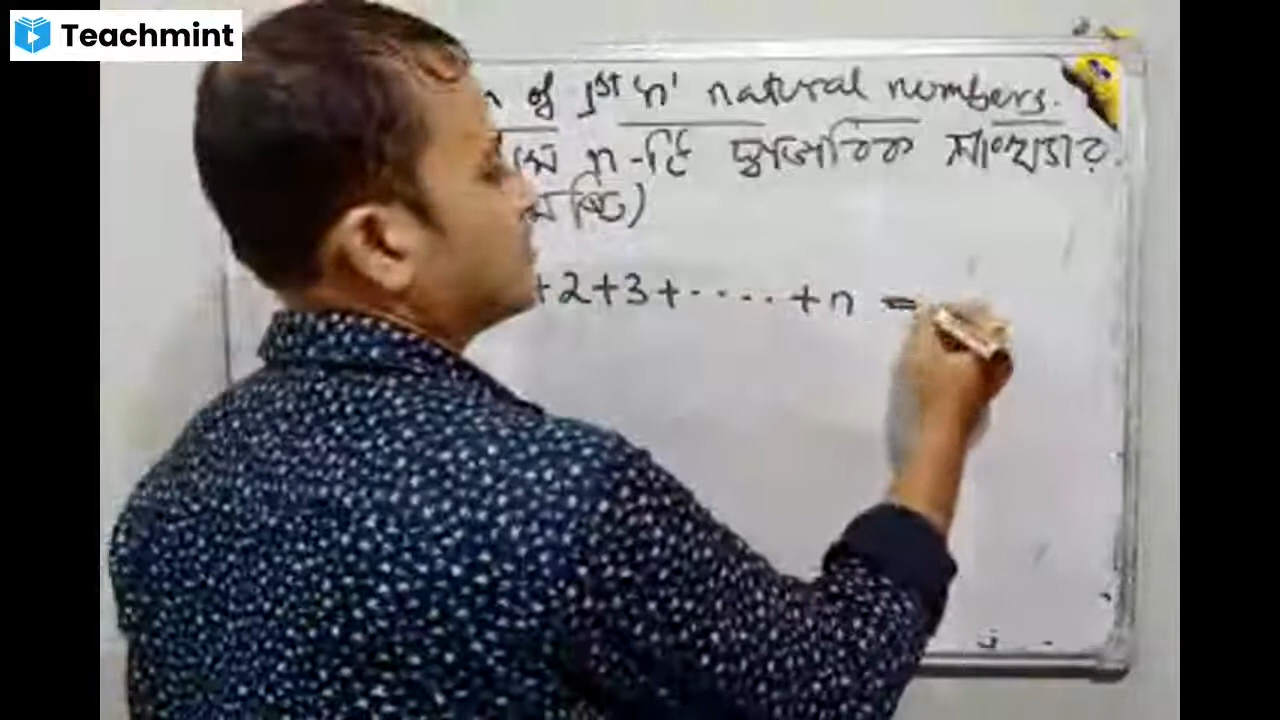 Teachmint
of 1st 'n' natural numbers.
n-টি স্বাভাবিক সংখ্যার
+2+3+.....+n =